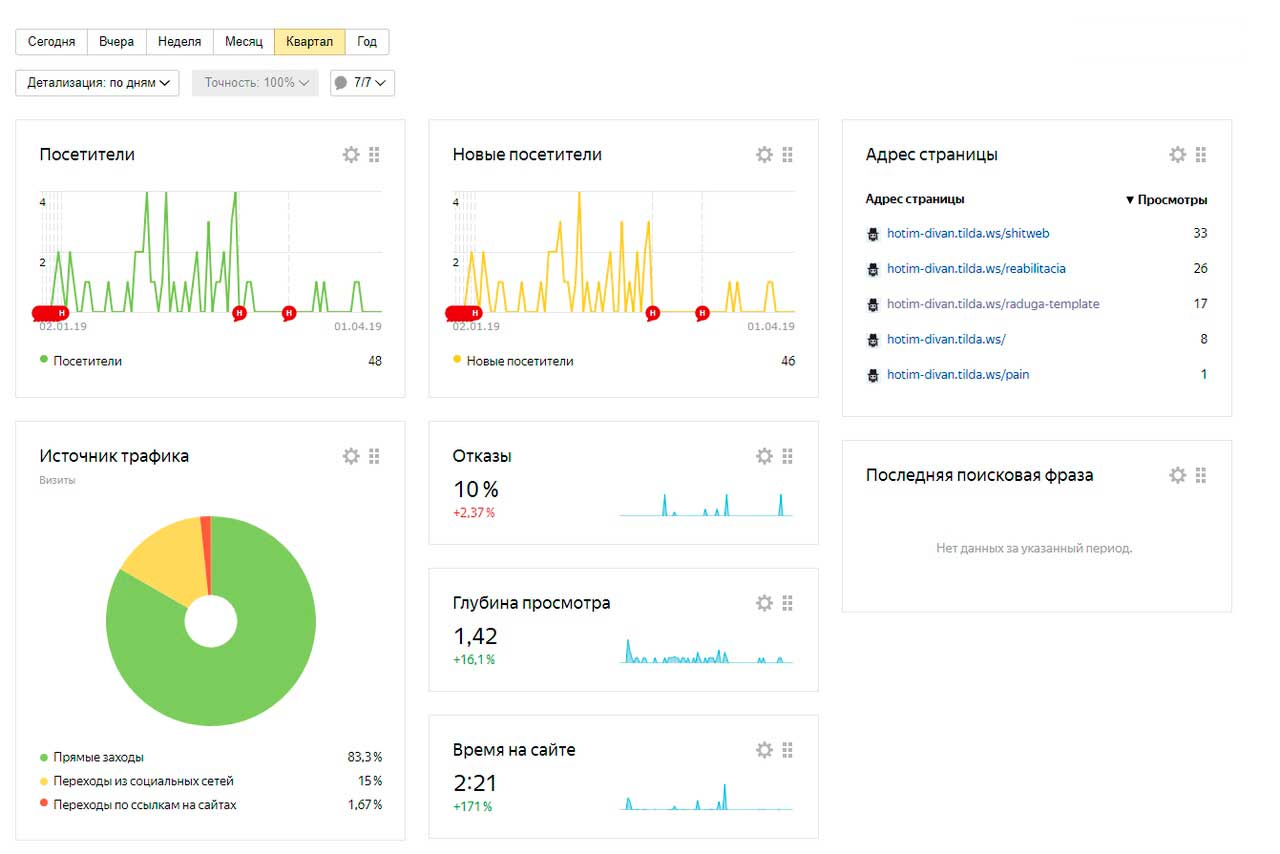 Сегодня Вчера Неделя Месяц Квартал Год
Детализация: по дням Точность: 100% 7/7
Посетители
4
2
Н Н Н
02.01.19 01.04.19
Посетители 48
Новые посетители
4
2
Н Н Н
02.01.19 01.04.19
Новые посетители 46
Адрес страницы
Адрес страницы ▼ Просмотры
hotim-divan.tilda.ws/shitweb 33
hotim-divan.tilda.ws/reabilitacia 26
hotim-divan.tilda.ws/raduga-template 17
hotim-divan.tilda.ws/ 8
hotim-divan.tilda.ws/pain 1
Источник трафика
Визиты
Прямые заходы 83,3%
Переходы из социальных сетей 15%
Переходы по ссылкам на сайтах 1,67%
Отказы
10 %
+2,37%
Глубина просмотра
1,42
+16,1%
Время на сайте
2:21
+171%
Последняя поисковая фраза
Нет данных за указанный период.